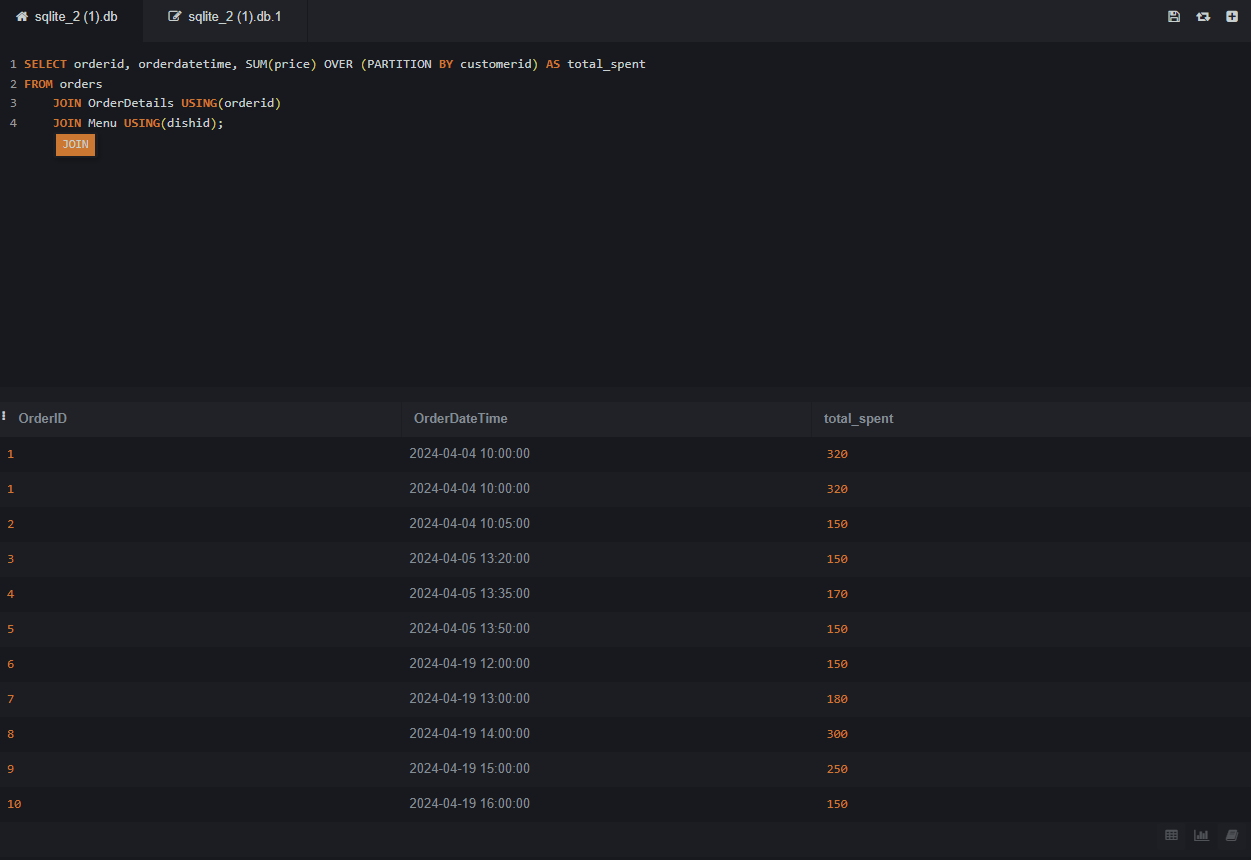 sqlite_2 (1).db sqlite_2 (1).db.1
1 SELECT orderid, orderdatetime, SUM(price) OVER (PARTITION BY customerid) AS total_spent
2 FROM orders
3 JOIN OrderDetails USING(orderid)
4 JOIN Menu USING(dishid);
JOIN
OrderID OrderDateTime total_spent
1 2024-04-04 10:00:00 320
1 2024-04-04 10:00:00 320
2 2024-04-04 10:05:00 150
3 2024-04-05 13:20:00 150
4 2024-04-05 13:35:00 170
5 2024-04-05 13:50:00 150
6 2024-04-19 12:00:00 150
7 2024-04-19 13:00:00 180
8 2024-04-19 14:00:00 300
9 2024-04-19 15:00:00 250
10 2024-04-19 16:00:00 150